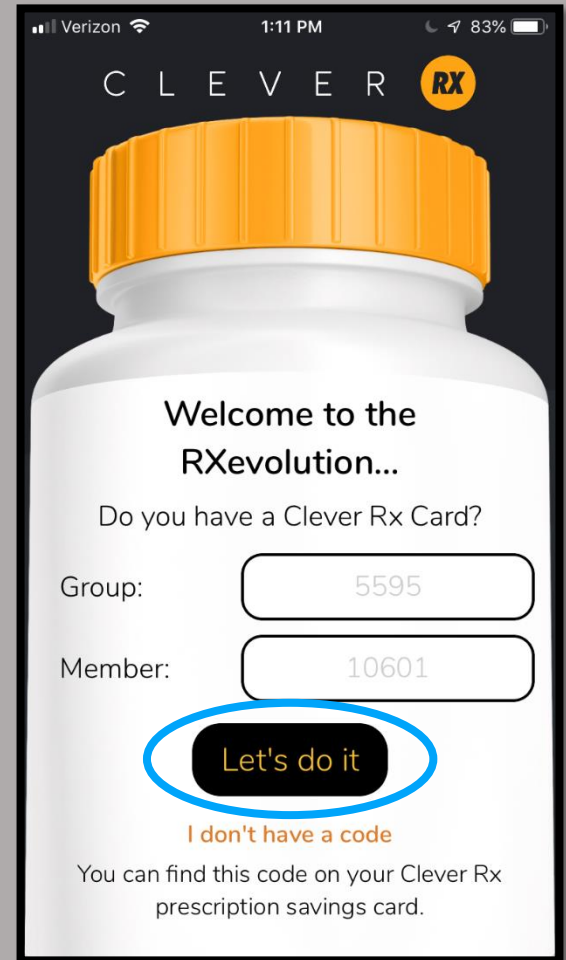 Verizon 1:11 PM 83%
CLEVER RX
Welcome to the
RXevolution...
Do you have a Clever Rx Card?
Group: 5595
Member: 10601
Let's do it
I don't have a code
You can find this code on your Clever Rx
prescription savings card.